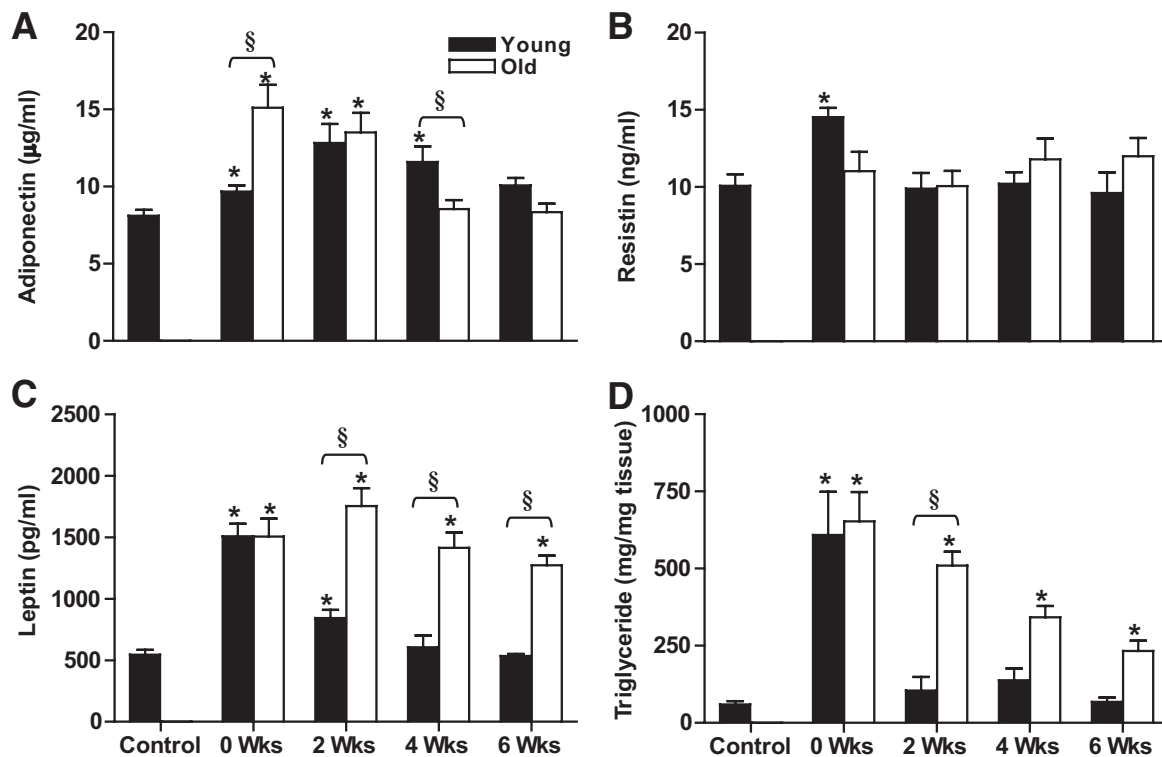 A
Adiponectin (µg/ml)
20
15
10
5
0
§
*
*
*
*
*
§
Young
Old
B
Resistin (ng/ml)
20
15
10
5
0
*
C
Leptin (pg/ml)
2500
2000
1500
1000
500
0
*
*
*
§
*
§
*
§
*
Control
0 Wks
2 Wks
4 Wks
6 Wks
D
Triglyceride (mg/mg tissue)
1000
750
500
250
0
*
*
§
*
*
*
Control
0 Wks
2 Wks
4 Wks
6 Wks